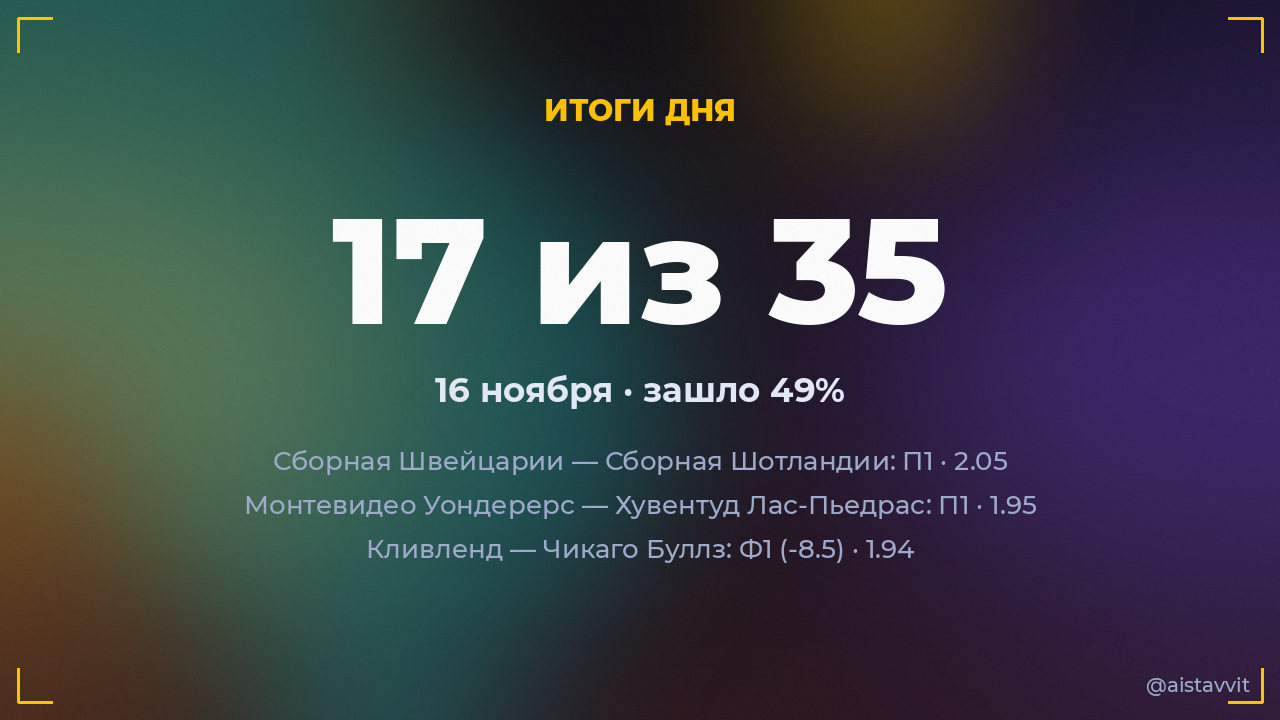 ИТОГИ ДНЯ
17 из 35
16 ноября · зашло 49%
Сборная Швейцарии — Сборная Шотландии: П1 · 2.05
Монтевидео Уондерерс — Хувентуд Лас-Пьедрас: П1 · 1.95
Кливленд — Чикаго Буллз: Ф1 (-8.5) · 1.94
@aistavvit